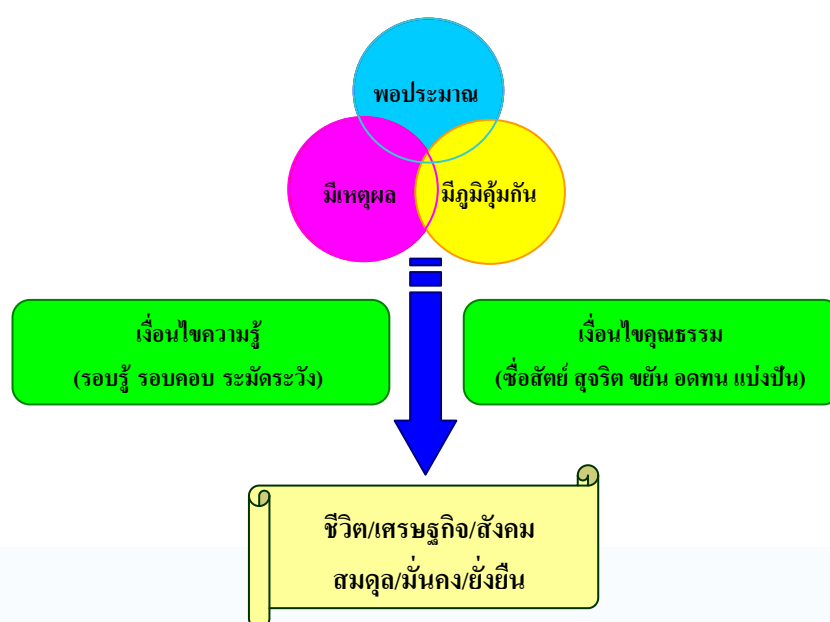 พอประมาณ
มีเหตุผล
มีภูมิคุ้มกัน
เงื่อนไขความรู้
(รอบรู้ รอบคอบ ระมัดระวัง)
เงื่อนไขคุณธรรม
(ซื่อสัตย์ สุจริต ขยัน อดทน แบ่งปัน)
ชีวิต/เศรษฐกิจ/สังคม
สมดุล/มั่นคง/ยั่งยืน